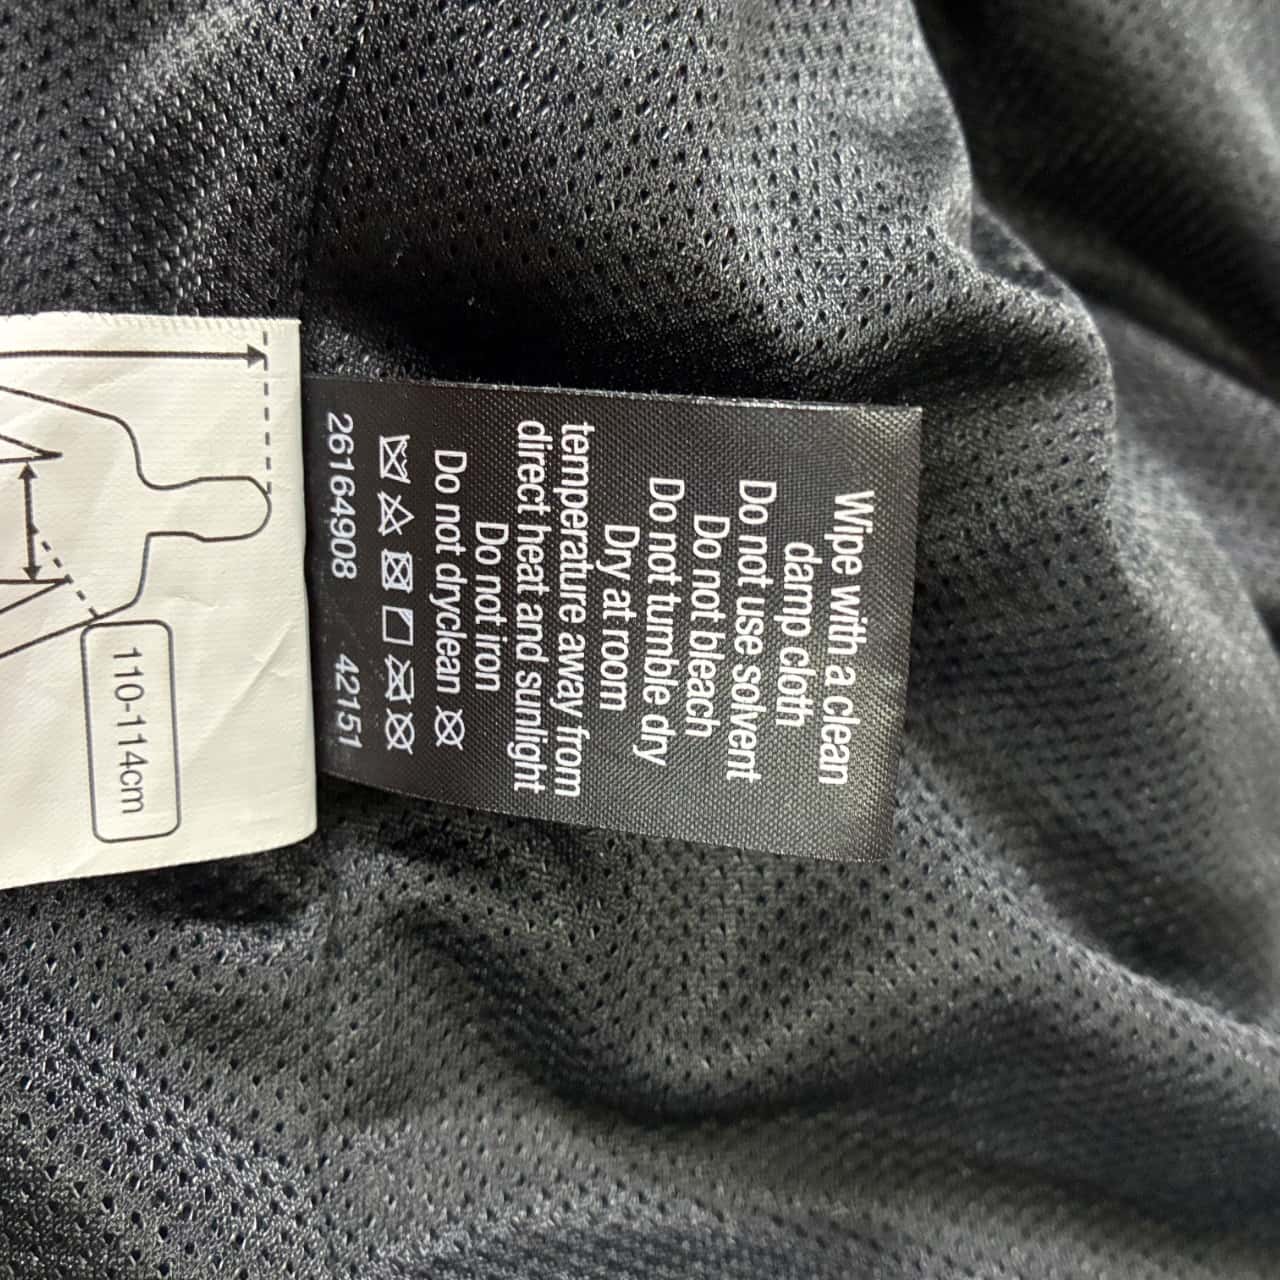 Wipe with a clean
damp cloth
Do not use solvent
Do not bleach
Do not tumble dry
Dry at room
temperature away from
direct heat and sunlight
Do not iron
Do not dryclean
26164908 42151
110-114cm